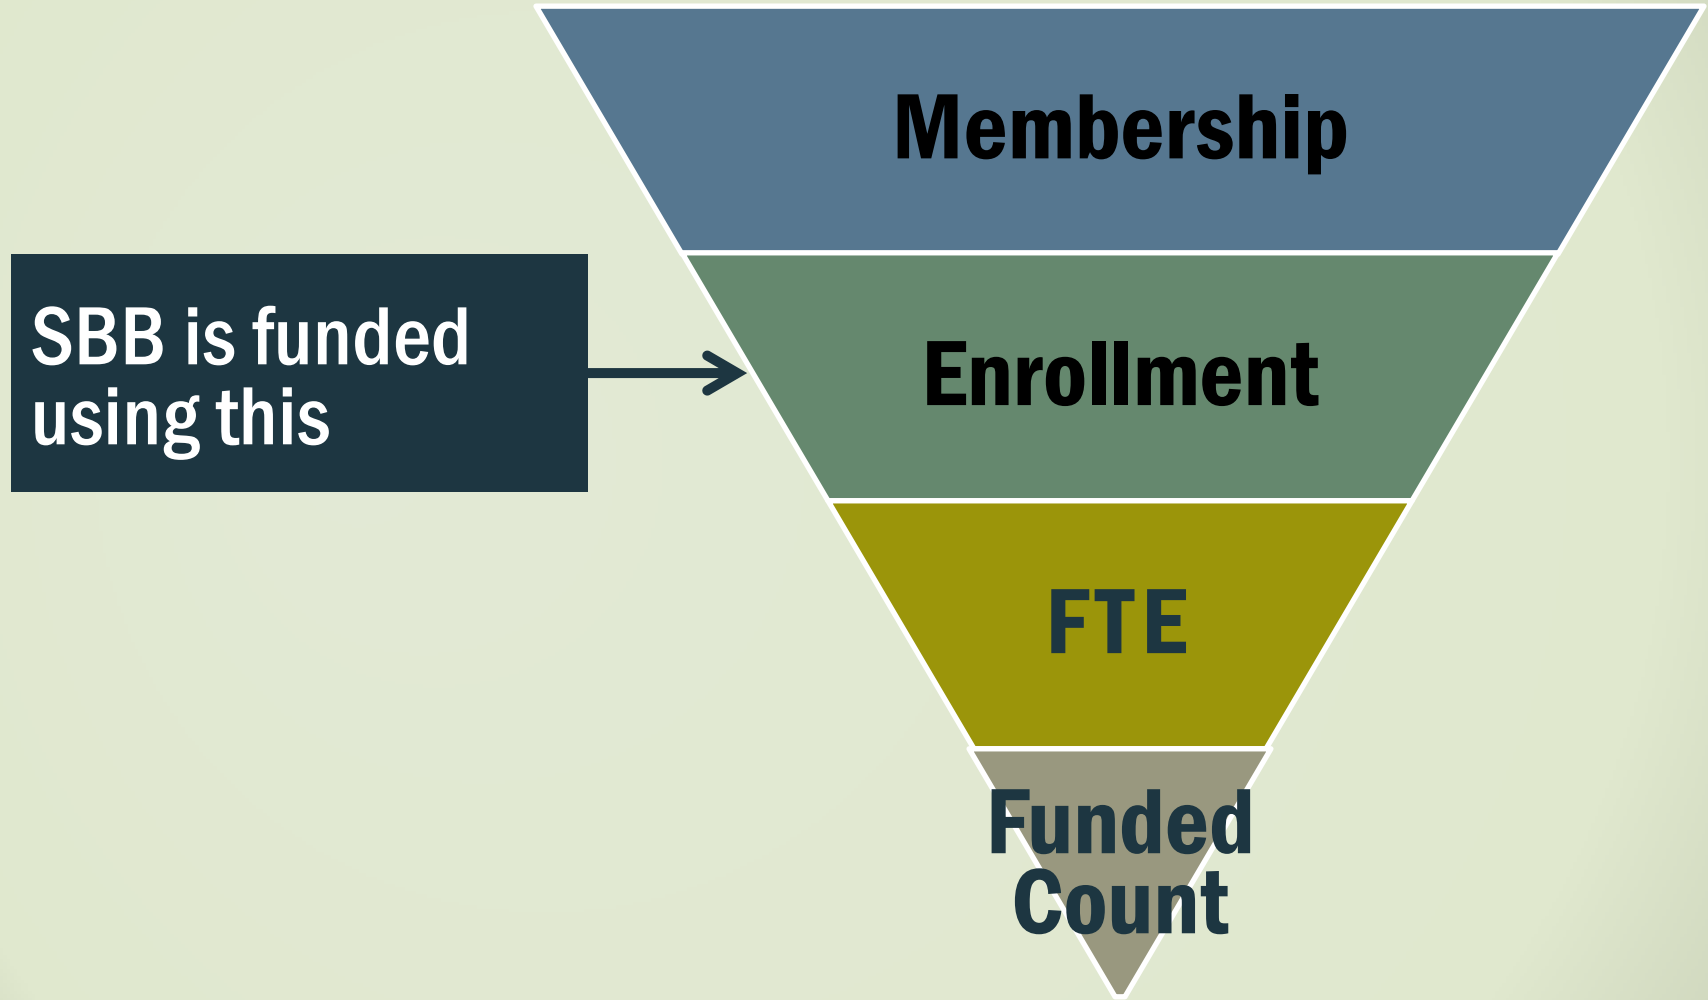 Membership
SBB is funded
using this
Enrollment
FTE
Funded
Count